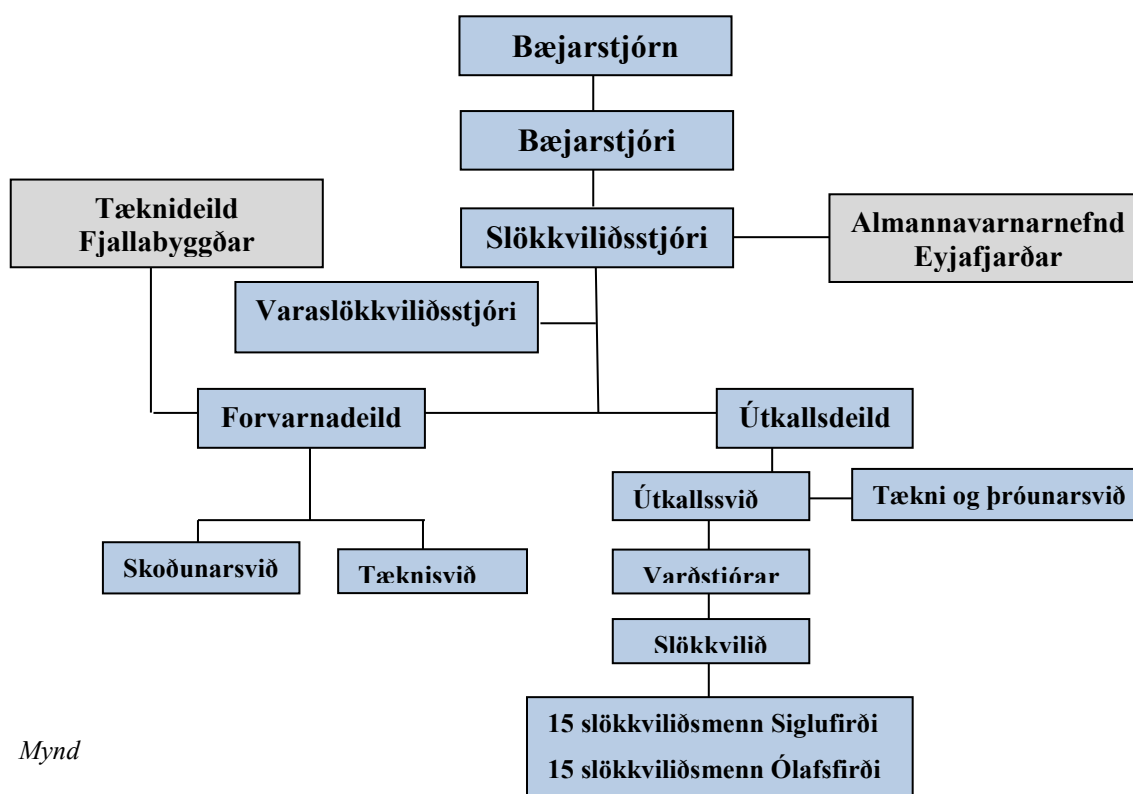 Bæjarstjórn
Bæjarstjóri
Tæknideild
Fjallabyggðar
Slökkviliðsstjóri
Almannavarnarnefnd
Eyjafjarðar
Varaslökkviliðsstjóri
Forvarnadeild
Útkallsdeild
Útkallssvið
Tækni og þróunarsvið
Skoðunarsvið
Tæknisvið
Varðstjórar
Slökkvilið
15 slökkviliðsmenn Siglufirði
15 slökkviliðsmenn Ólafsfirði
Mynd